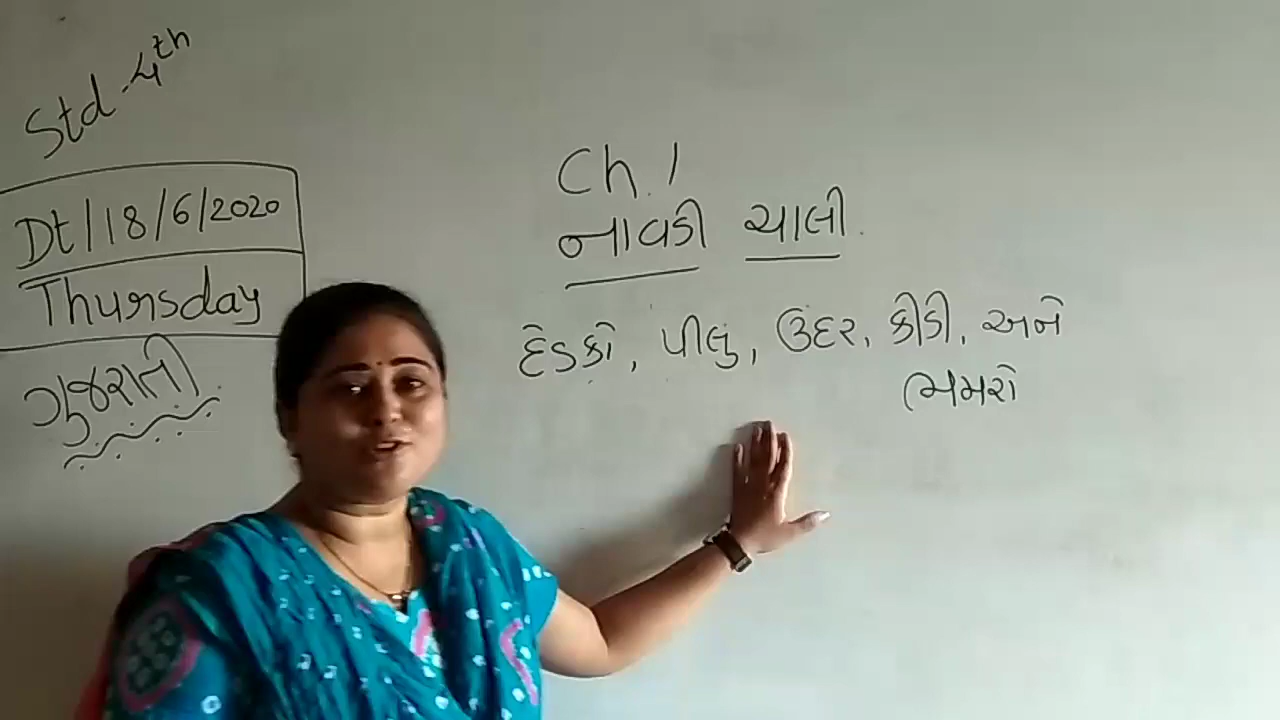 Std-4th
Dt/18/6/2020
Thursday
ગુજરાતી.
Ch.1
નાવડી ચાલી.
દેડકો, પીલુ, ઉંદર, કીડી, અને
ભમરો